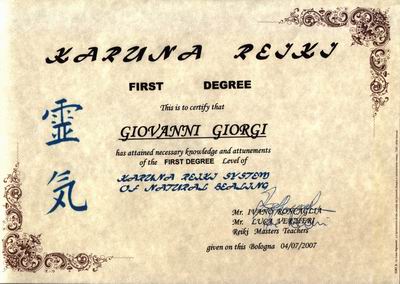 KARUNA REIKI
FIRST DEGREE
This is to certify that
GIOVANNI GIORGI
has attained necessary knowledge and attunements
of the FIRST DEGREE Level of
KARUNA REIKI SYSTEM
OF NATURAL HEALING
靈気
Mr. IVANO RONCAGLIA
Mr. LUCA
Reiki Masters Teachers
given on this Bologna 04/07/2007